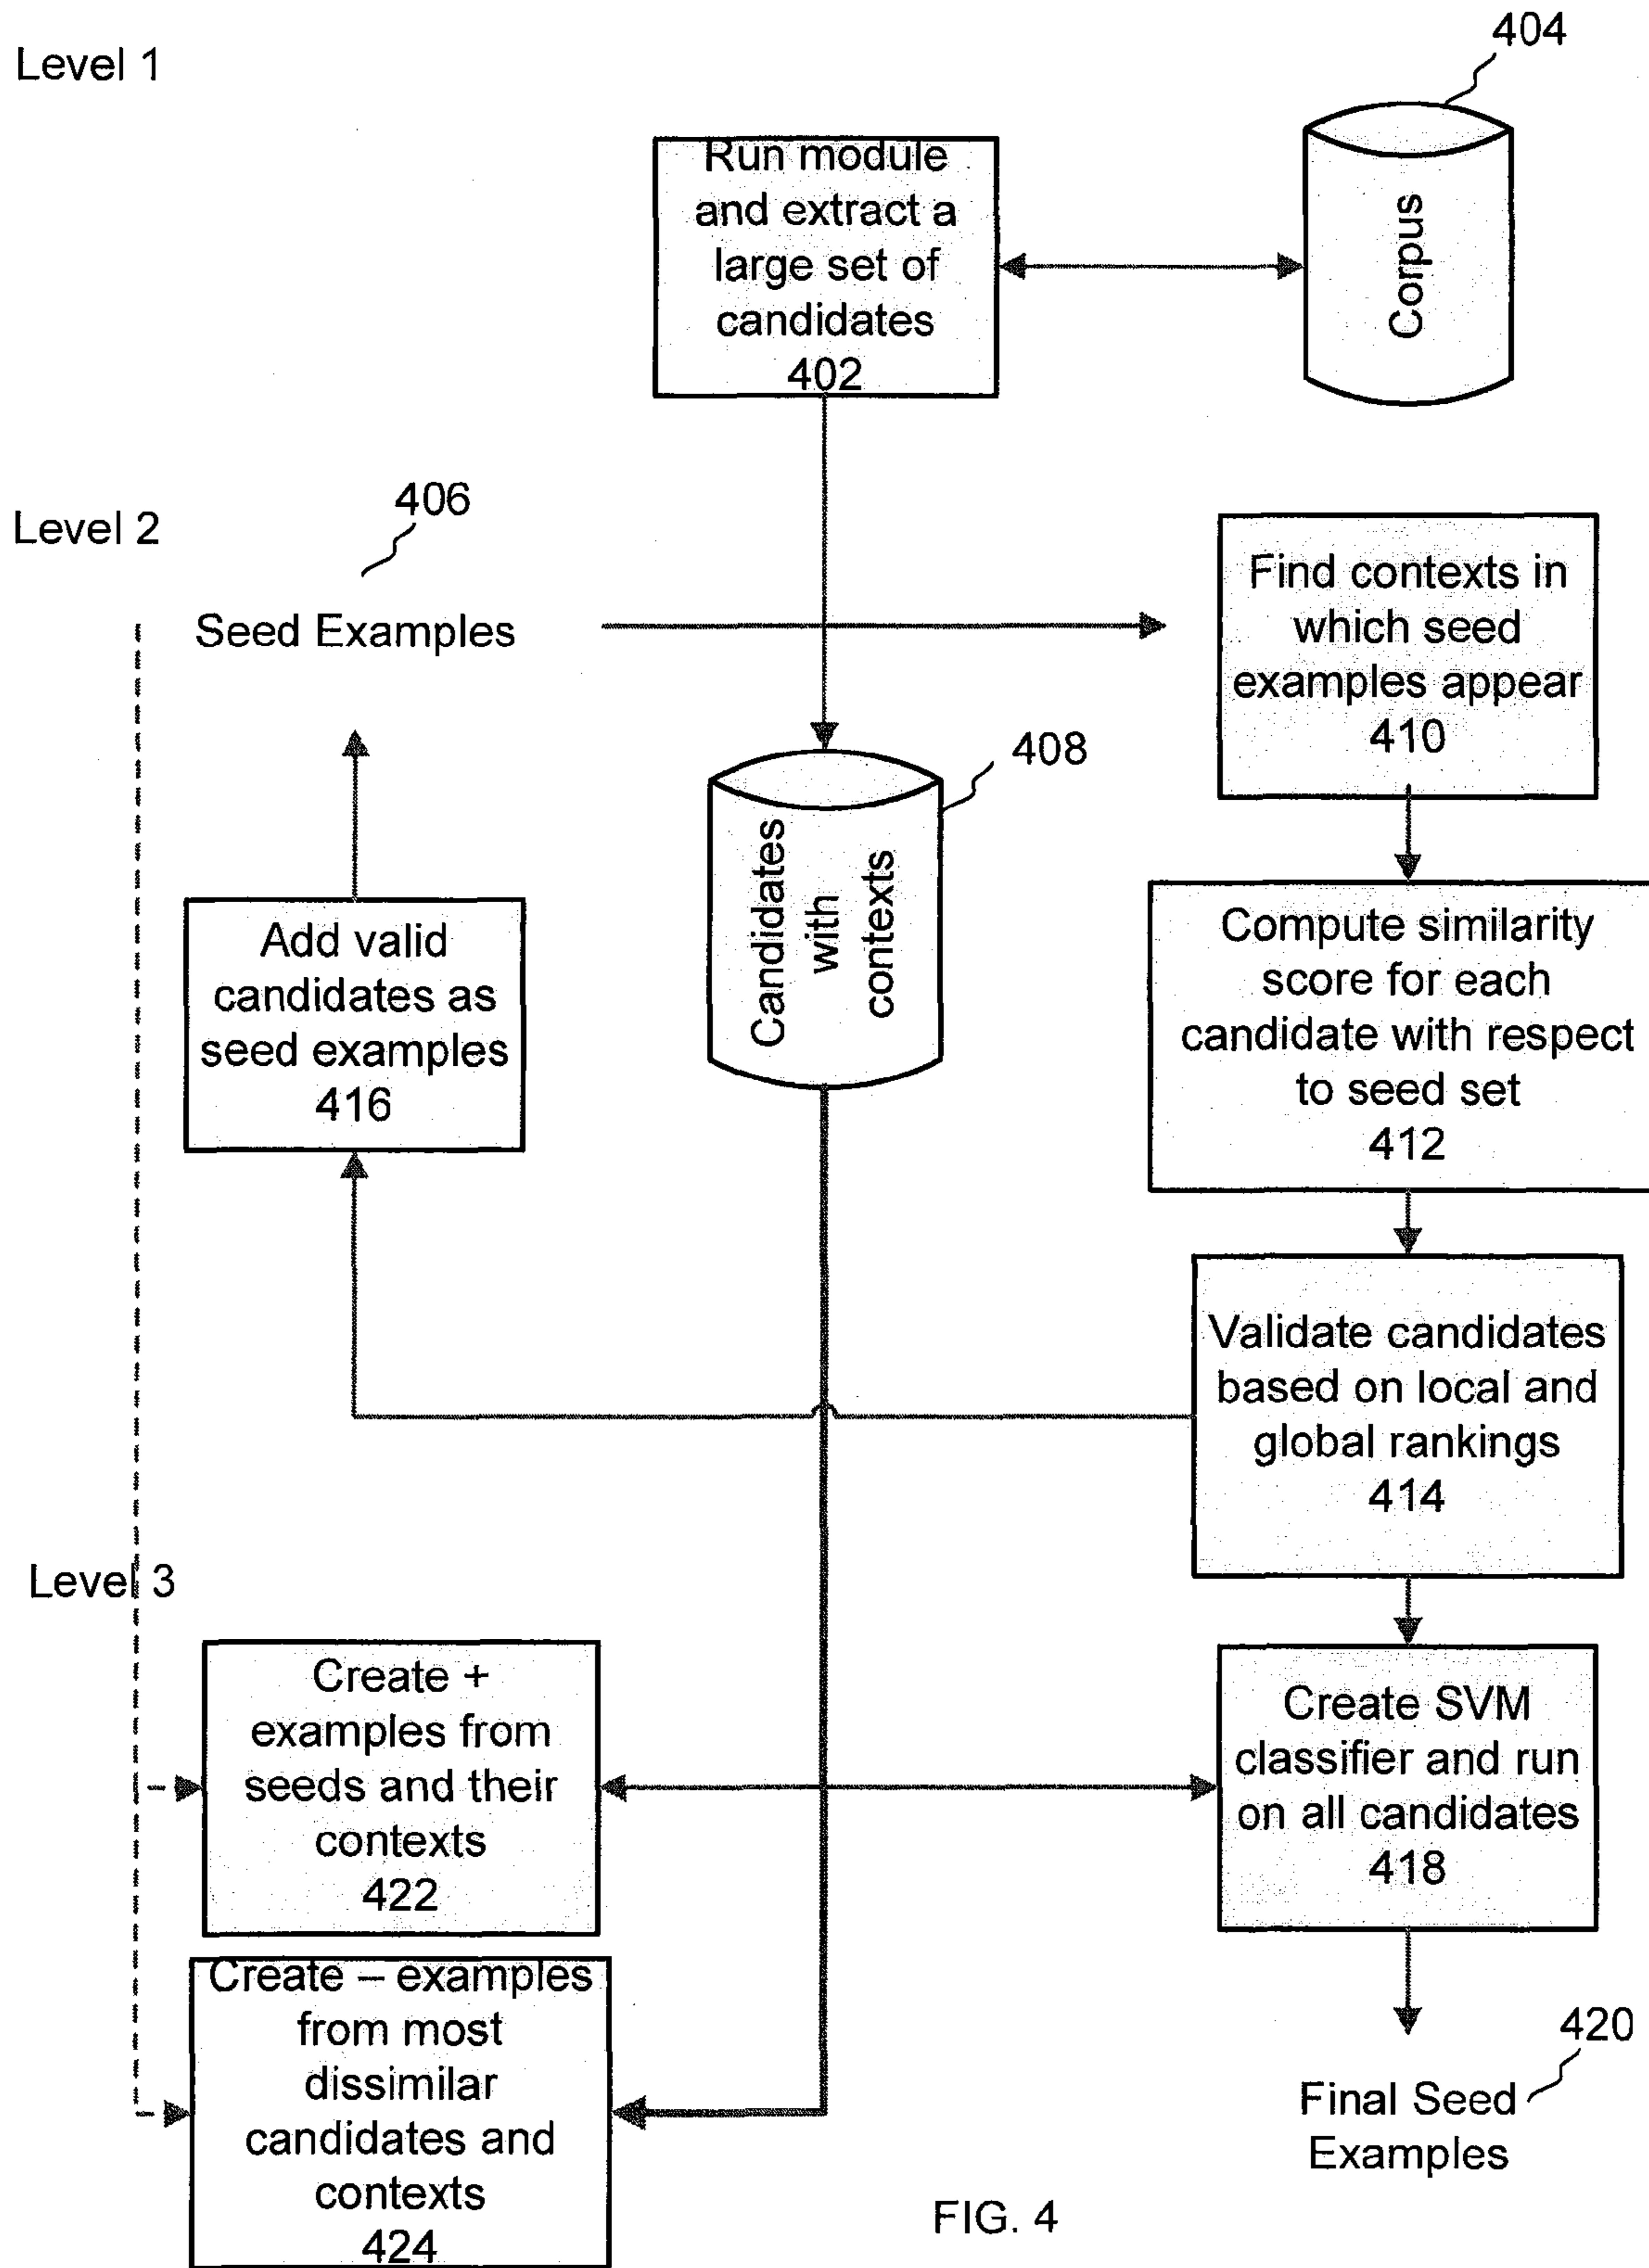 Level 1
404
Run module
and extract a
large set of
candidates
402
Corpus
Level 2
406
Seed Examples
Find contexts in
which seed
examples appear
410
408
Candidates
with
contexts
Add valid
candidates as
seed examples
416
Compute similarity
score for each
candidate with respect
to seed set
412
Validate candidates
based on local and
global rankings
414
Level 3
Create +
examples from
seeds and their
contexts
422
Create SVM
classifier and run
on all candidates
418
Create – examples
from most
dissimilar
candidates and
contexts
424
420
Final Seed
Examples
FIG. 4